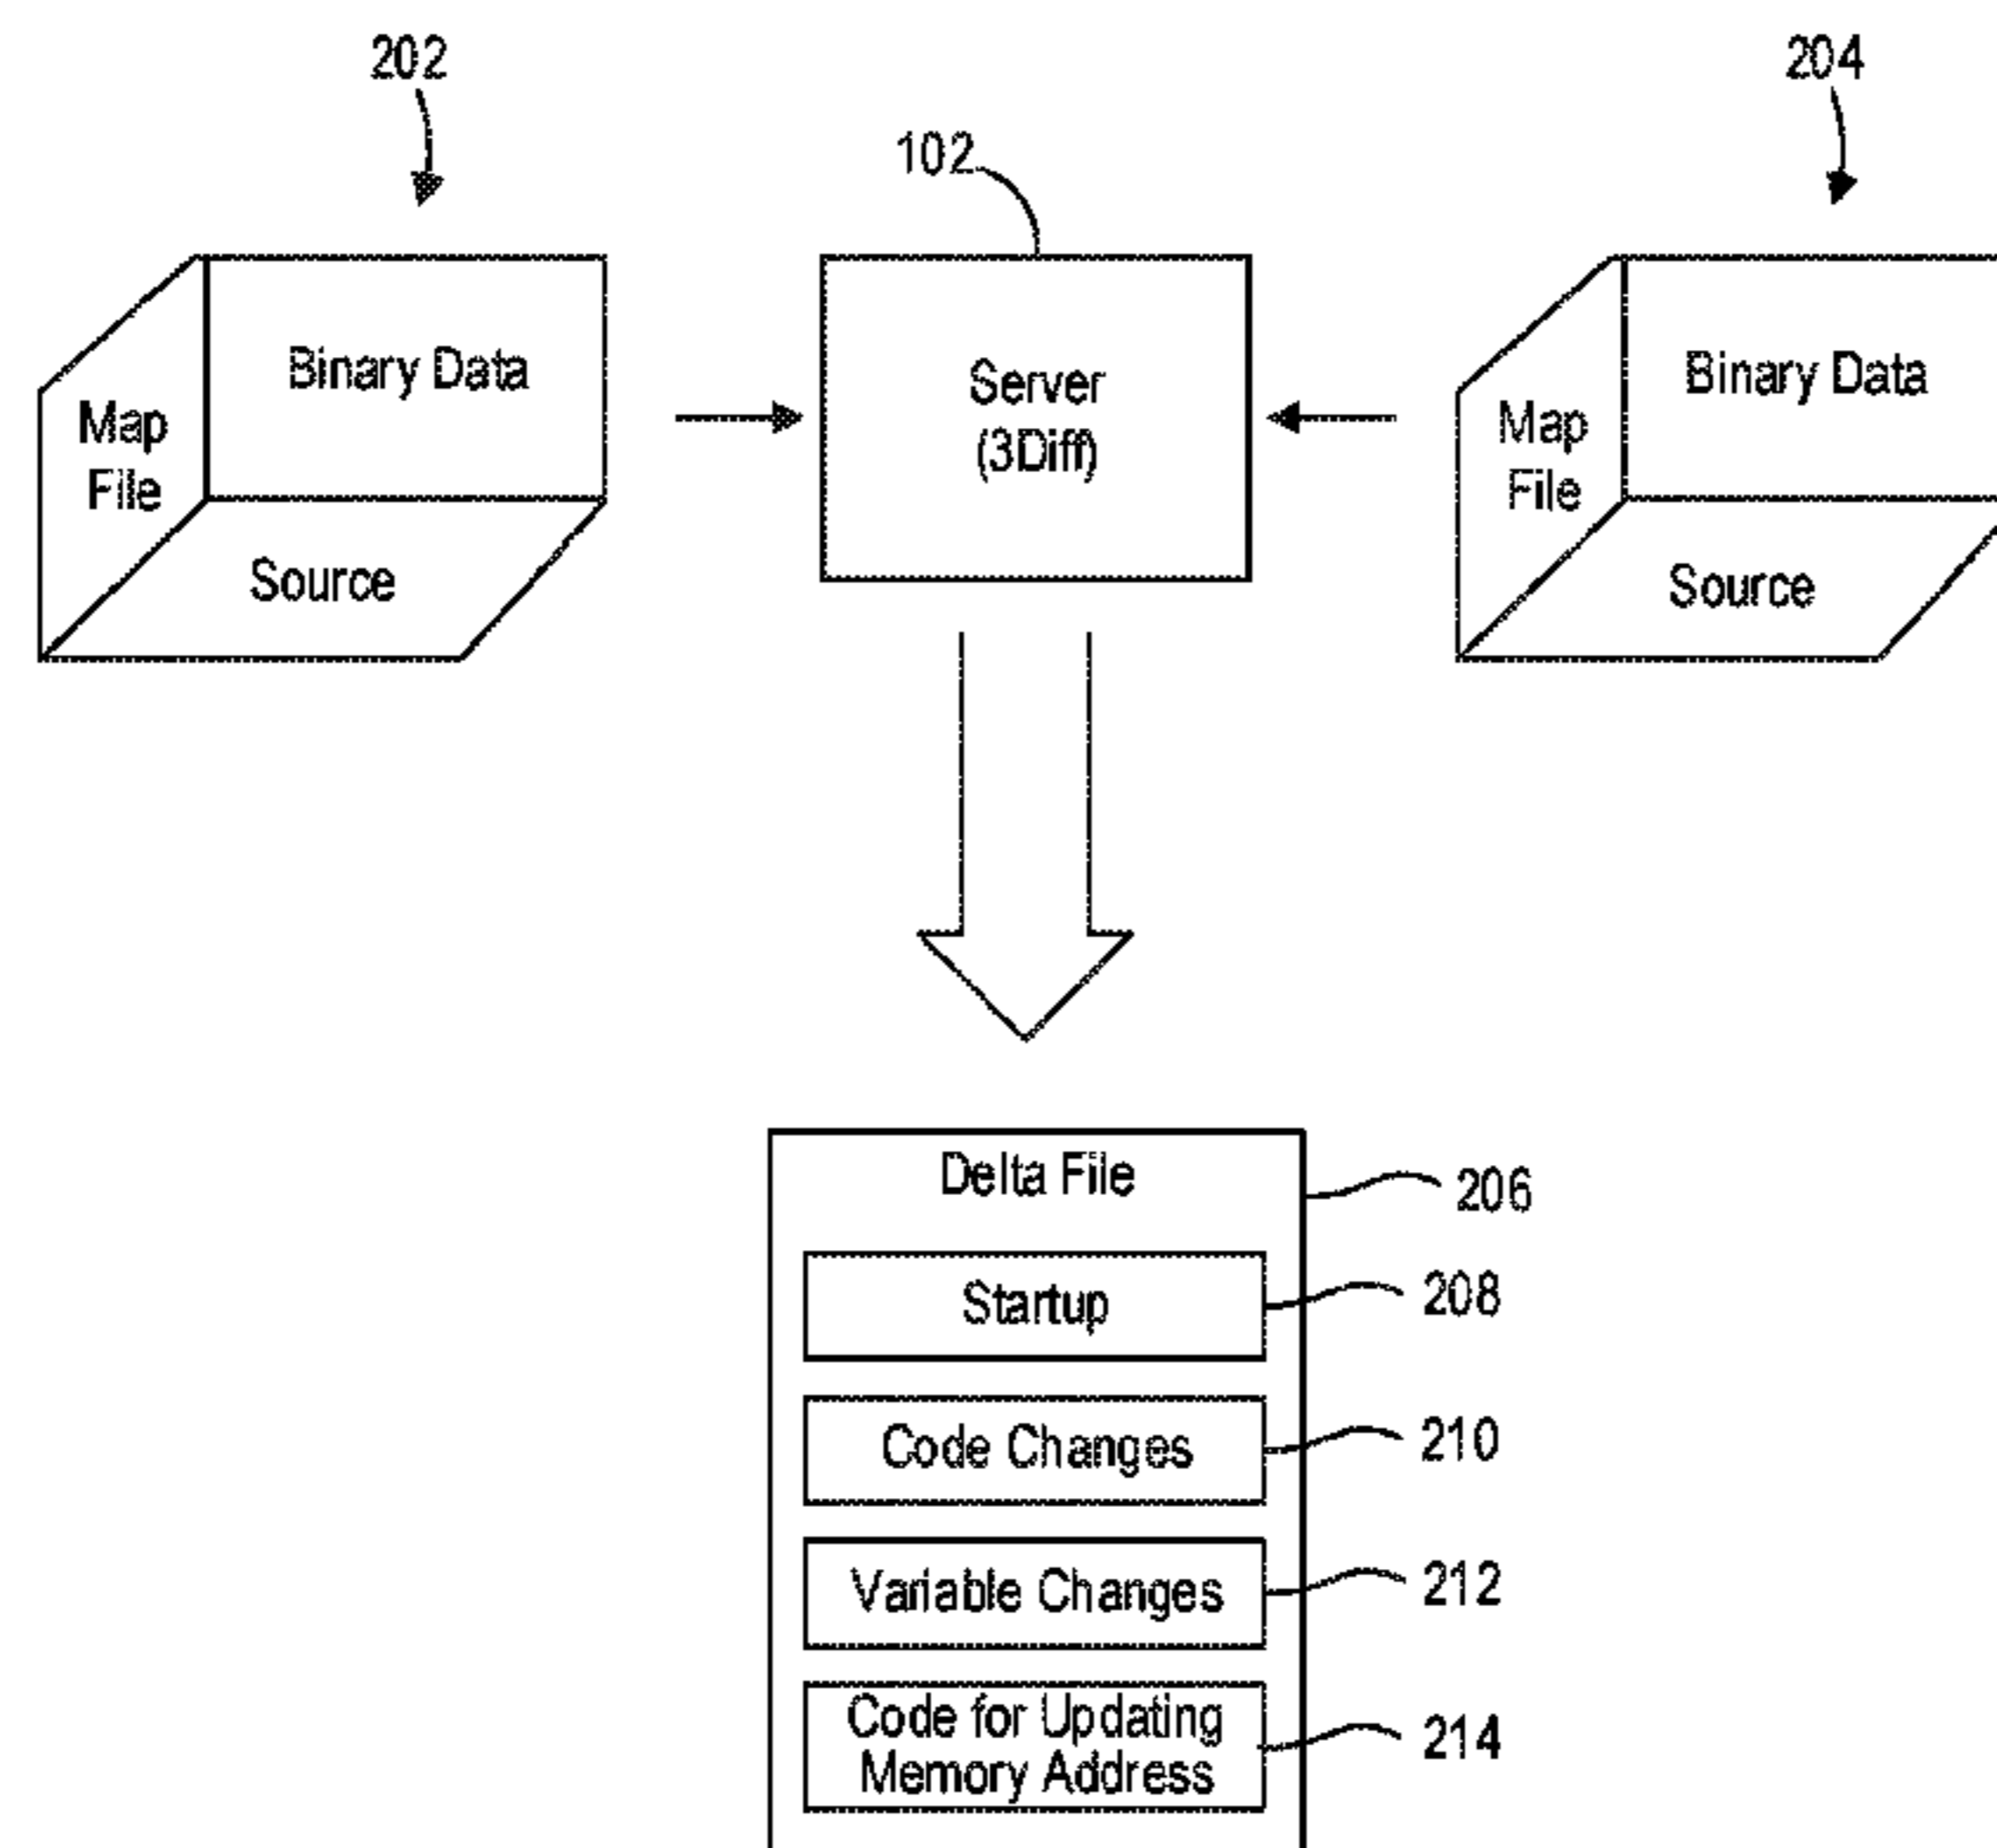 202
204
102
Binary Data
Map
File
Source
Server
(3Diff)
Binary Data
Map
File
Source
Delta File
206
Startup
208
Code Changes
210
Variable Changes
212
Code for Updating
Memory Address
214